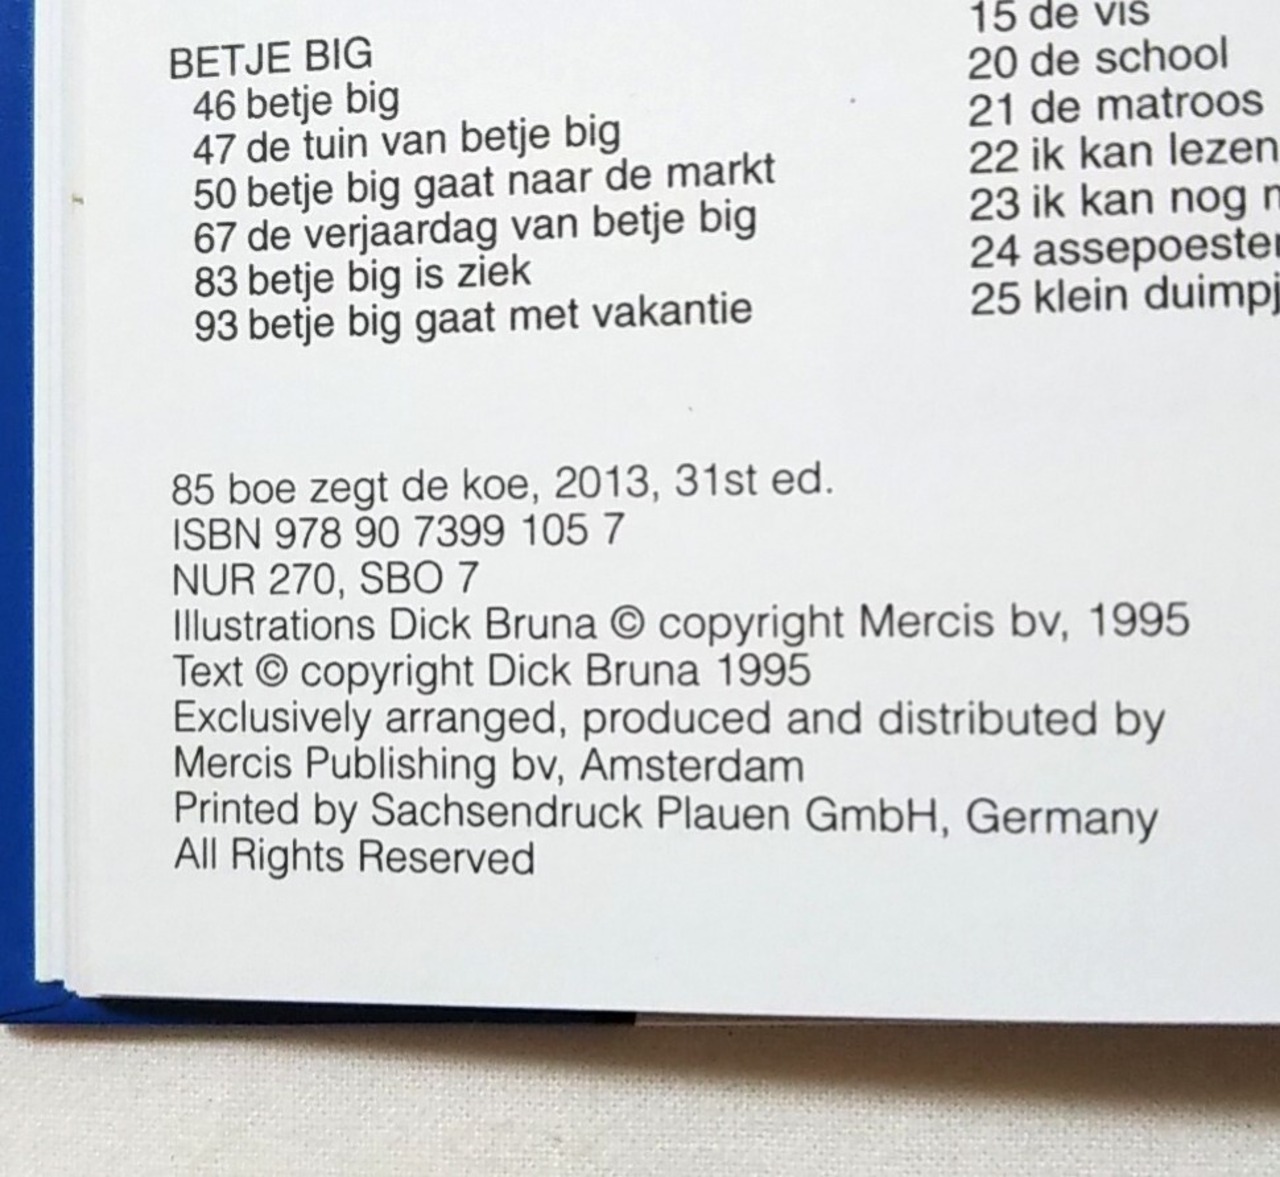 BETJE BIG
46 betje big
47 de tuin van betje big
50 betje big gaat naar de markt
67 de verjaardag van betje big
83 betje big is ziek
93 betje big gaat met vakantie
15 de vis
20 de school
21 de matroos
22 ik kan lezen
23 ik kan nog
24
25 klein
85 boe zegt de koe, 2013, 31st ed.
ISBN 978 90 7399 105 7
NUR 270, SBO 7
Illustrations Dick Bruna © copyright Mercis bv, 1995
Text © copyright Dick Bruna 1995
Exclusively arranged, produced and distributed by
Mercis Publishing bv, Amsterdam
Printed by Sachsendruck Plauen GmbH, Germany
All Rights Reserved